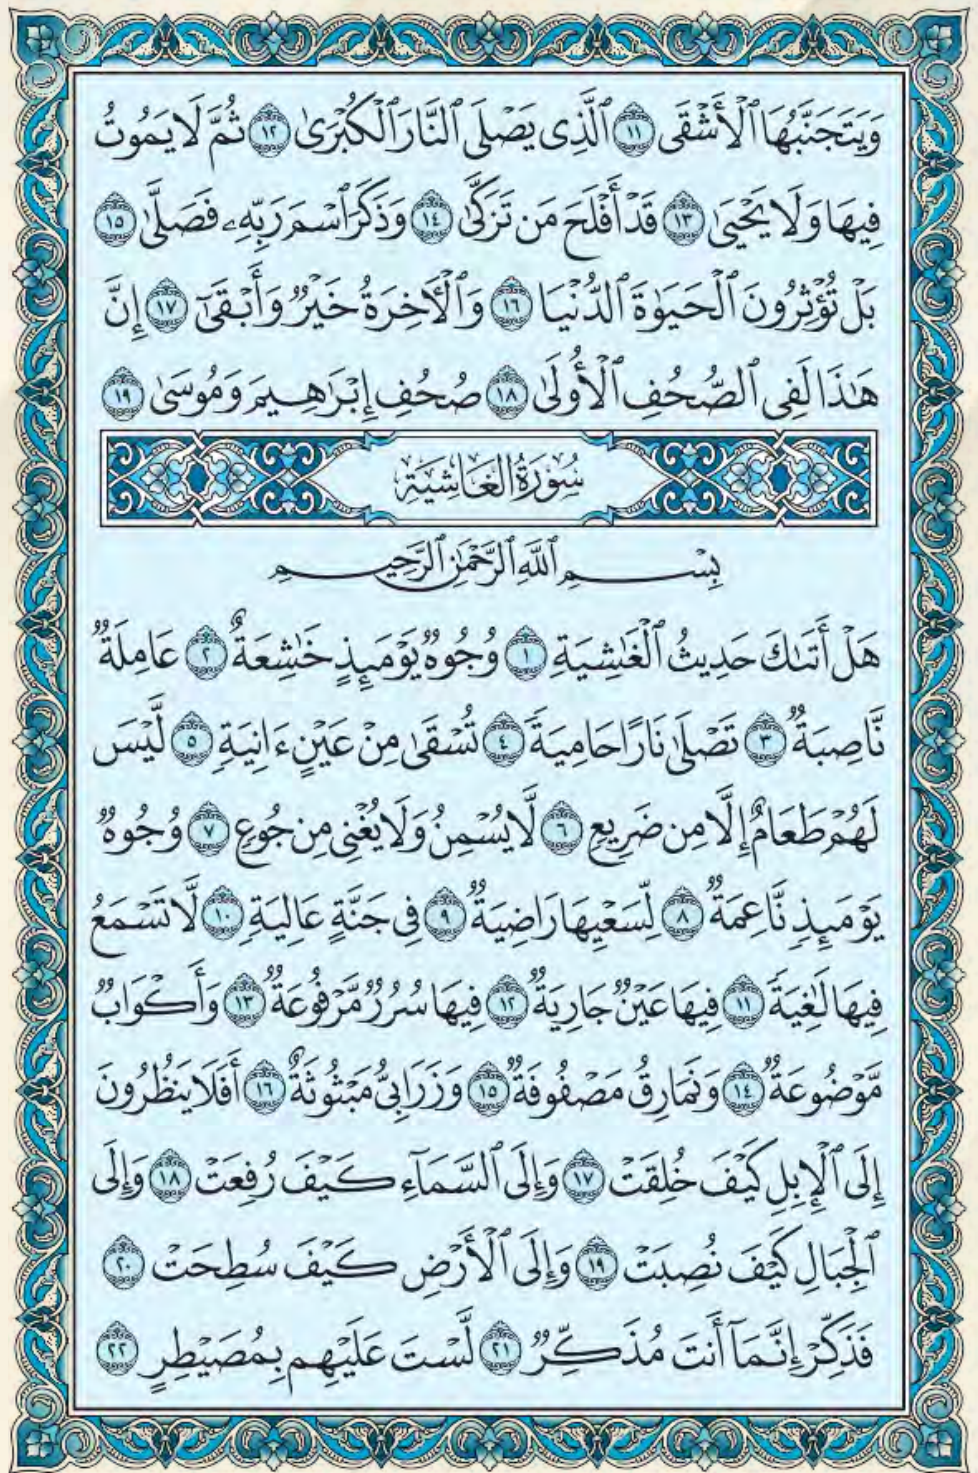 وَيَتَجَنَّبُهَا ٱلْأَشْقَى ١١ ٱلَّذِى يَصْلَى ٱلنَّارَ ٱلْكُبْرَىٰ ١٢ ثُمَّ لَا يَمُوتُ
فِيهَا وَلَا يَحْيَىٰ ١٣ قَدْ أَفْلَحَ مَن تَزَكَّىٰ ١٤ وَذَكَرَ ٱسْمَ رَبِّهِۦ فَصَلَّىٰ ١٥
بَلْ تُؤْثِرُونَ ٱلْحَيَوٰةَ ٱلدُّنْيَا ١٦ وَٱلْأَخِرَةُ خَيْرٌ وَأَبْقَىٰٓ ١٧ إِنَّ
هَٰذَا لَفِى ٱلصُّحُفِ ٱلْأُولَىٰ ١٨ صُحُفِ إِبْرَٰهِيمَ وَمُوسَىٰ ١٩
سُورَةُ الغَاشِيَةِ
بِسْمِ ٱللَّهِ ٱلرَّحْمَٰنِ ٱلرَّحِيمِ
هَلْ أَتَىٰكَ حَدِيثُ ٱلْغَٰشِيَةِ ١ وُجُوهٌ يَوْمَئِذٍ خَٰشِعَةٌ ٢ عَامِلَةٌ
نَّاصِبَةٌ ٣ تَصْلَىٰ نَارًا حَامِيَةً ٤ تُسْقَىٰ مِنْ عَيْنٍ ءَانِيَةٍ ٥ لَّيْسَ
لَهُمْ طَعَامٌ إِلَّا مِن ضَرِيعٍ ٦ لَّا يُسْمِنُ وَلَا يُغْنِى مِن جُوعٍ ٧ وُجُوهٌ
يَوْمَئِذٍ نَّاعِمَةٌ ٨ لِّسَعْيِهَا رَاضِيَةٌ ٩ فِى جَنَّةٍ عَالِيَةٍ ١٠ لَّا تَسْمَعُ
فِيهَا لَٰغِيَةً ١١ فِيهَا عَيْنٌ جَارِيَةٌ ١٢ فِيهَا سُرُرٌ مَّرْفُوعَةٌ ١٣ وَأَكْوَابٌ
مَّوْضُوعَةٌ ١٤ وَنَمَارِقُ مَصْفُوفَةٌ ١٥ وَزَرَابِىُّ مَبْثُوثَةٌ ١٦ أَفَلَا يَنظُرُونَ
إِلَى ٱلْإِبِلِ كَيْفَ خُلِقَتْ ١٧ وَإِلَى ٱلسَّمَآءِ كَيْفَ رُفِعَتْ ١٨ وَإِلَى
ٱلْجِبَالِ كَيْفَ نُصِبَتْ ١٩ وَإِلَى ٱلْأَرْضِ كَيْفَ سُطِحَتْ ٢٠
فَذَكِّرْ إِنَّمَآ أَنتَ مُذَكِّرٌ ٢١ لَّسْتَ عَلَيْهِم بِمُصَيْطِرٍ ٢٢